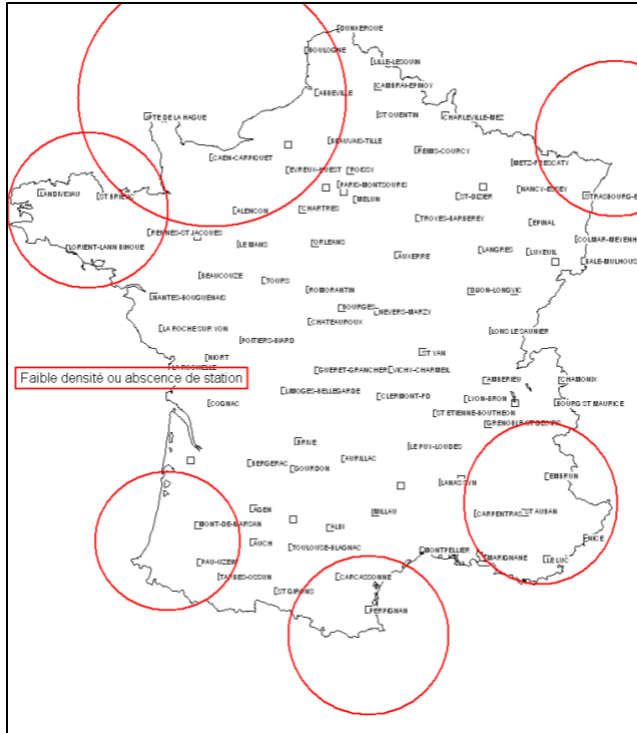 DUNKERQUE
BOULOGNE
LILLE-LESQUIN
CAMBRAI-EPINOY
ABBEVILLE
PTE DE LA HAGUE
ST QUENTIN
CHARLEVILLE-MEZ
BEAUVAIS-TILLE
REIMS-COURCY
CAEN-CARPIQUET
METZ-FRESCATY
EVREUX-OUEST
POISSY
PARIS-MONTSOURIS
NANCY-ESSEY
LANDIVISIAU
ST BRIEUC
MELUN
ST-DIZIER
STRASBOURG-E
ALENCON
CHARTRES
TROYES-BARBEREY
EPINAL
RENNES-ST JACQUES
LE MANS
ORLEANS
COLMAR-MEYENH
LORIENT-LANN BIHOUE
AUXERRE
LANGRES
LUXEUIL
BALE-MULHOUS
BEAUCOUZE
TOURS
ROMORANTIN
DIJON-LONGVIC
NANTES-BOUGUENAIS
BOURGES
NEVERS-MARZY
CHATEAUROUX
LA ROCHE SUR YON
LONS LE SAUNIER
POITIERS-BIARD
ST YAN
NIORT
LA ROCHELLE
GUERET-GRANCHER
VICHY-CHARMEIL
Faible densité ou abscence de station
AMBERIEU
CHAMONIX
LIMOGES-BELLEGARDE
CLERMONT-FD
LYON-BRON
COGNAC
BOURG ST MAURICE
ST ETIENNE-BOUTHEON
GRENOBLE-ST GEOIRS
BRIVE
LE PUY-LOUDES
AURILLAC
BERGERAC
GOURDON
EMBRUN
LANAS SYN
AGEN
MILLAU
CARPENTRAS
ST AUBAN
MONT-DE-MARSAN
ALBI
AUCH
NICE
TOULOUSE-BLAGNAC
MONTPELLIER
MARIGNANE
LE LUC
PAU-UZEIN
TARBES-OSSUN
CARCASSONNE
ST GIRONS
PERPIGNAN